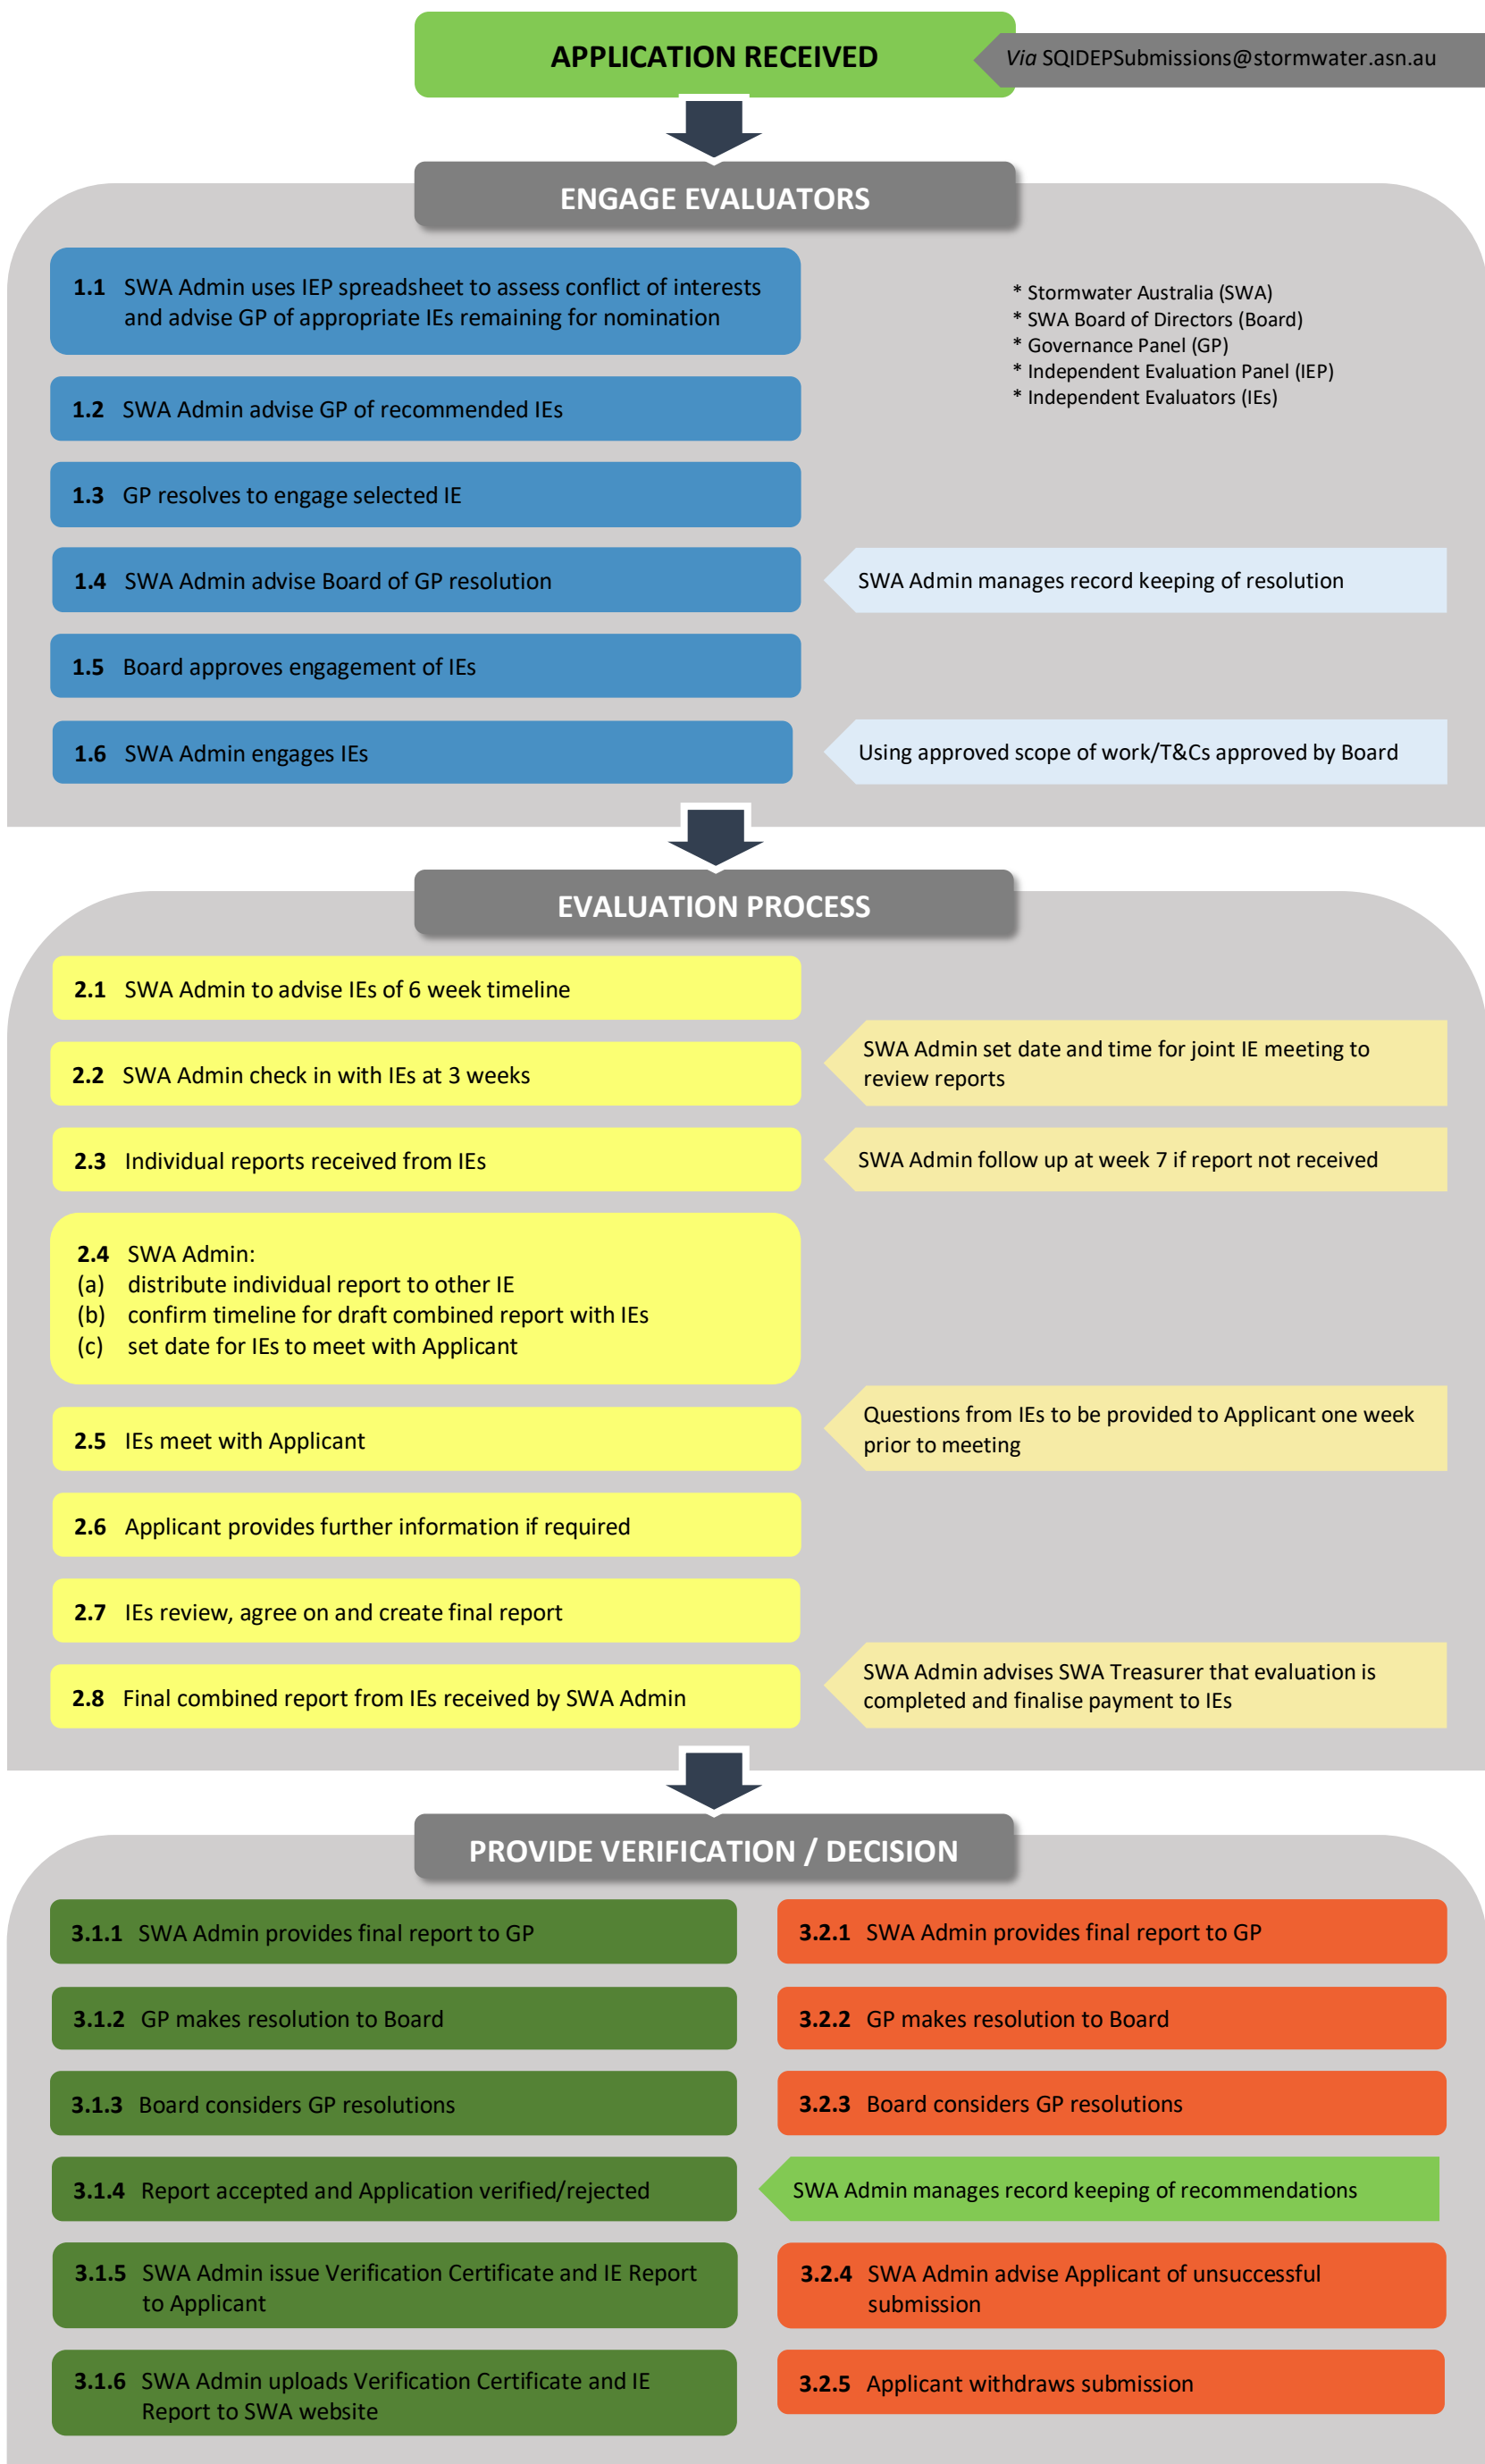 APPLICATION RECEIVED
Via SQIDEPSubmissions@stormwater.asn.au
ENGAGE EVALUATORS
1.1 SWA Admin uses IEP spreadsheet to assess conflict of interests
and advise GP of appropriate IEs remaining for nomination
* Stormwater Australia (SWA)
* SWA Board of Directors (Board)
* Governance Panel (GP)
* Independent Evaluation Panel (IEP)
* Independent Evaluators (IEs)
1.2 SWA Admin advise GP of recommended IEs
1.3 GP resolves to engage selected IE
1.4 SWA Admin advise Board of GP resolution
SWA Admin manages record keeping of resolution
1.5 Board approves engagement of IEs
1.6 SWA Admin engages IEs
Using approved scope of work/T&Cs approved by Board
EVALUATION PROCESS
2.1 SWA Admin to advise IEs of 6 week timeline
2.2 SWA Admin check in with IEs at 3 weeks
SWA Admin set date and time for joint IE meeting to
review reports
2.3 Individual reports received from IEs
SWA Admin follow up at week 7 if report not received
2.4 SWA Admin:
(a) distribute individual report to other IE
(b) confirm timeline for draft combined report with IEs
(c) set date for IEs to meet with Applicant
2.5 IEs meet with Applicant
Questions from IEs to be provided to Applicant one week
prior to meeting
2.6 Applicant provides further information if required
2.7 IEs review, agree on and create final report
2.8 Final combined report from IEs received by SWA Admin
SWA Admin advises SWA Treasurer that evaluation is
completed and finalise payment to IEs
PROVIDE VERIFICATION / DECISION
3.1.1 SWA Admin provides final report to GP
3.1.2 GP makes resolution to Board
3.1.3 Board considers GP resolutions
3.1.4 Report accepted and Application verified/rejected
SWA Admin manages record keeping of recommendations
3.1.5 SWA Admin issue Verification Certificate and IE Report
to Applicant
3.1.6 SWA Admin uploads Verification Certificate and IE
Report to SWA website
3.2.1 SWA Admin provides final report to GP
3.2.2 GP makes resolution to Board
3.2.3 Board considers GP resolutions
3.2.4 SWA Admin advise Applicant of unsuccessful
submission
3.2.5 Applicant withdraws submission